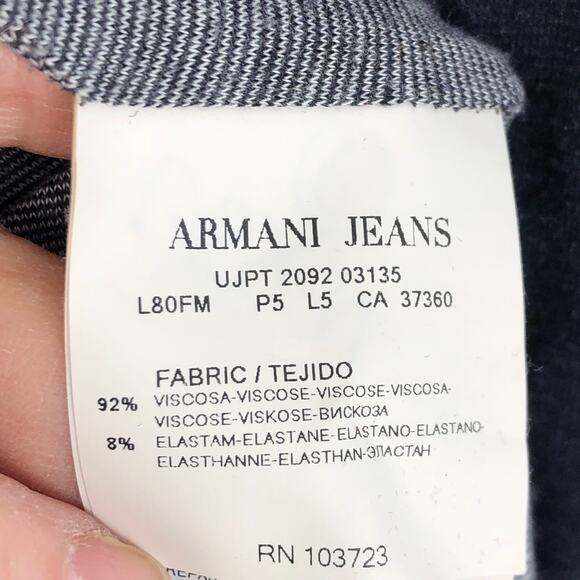 ARMANI JEANS
UJPT 2092 03135
L80FM P5 L5 CA 37360
FABRIC / TEJIDO
92% VISCOSA-VISCOSE-VISCOSE-VISCOSA-
VISCOSE-VISKOSE-ВИСКОЗА
8% ELASTAM-ELASTANE-ELASTANO-ELASTANO-
ELASTHANNE-ELASTHAN-ЭЛАСТАН
RN 103723